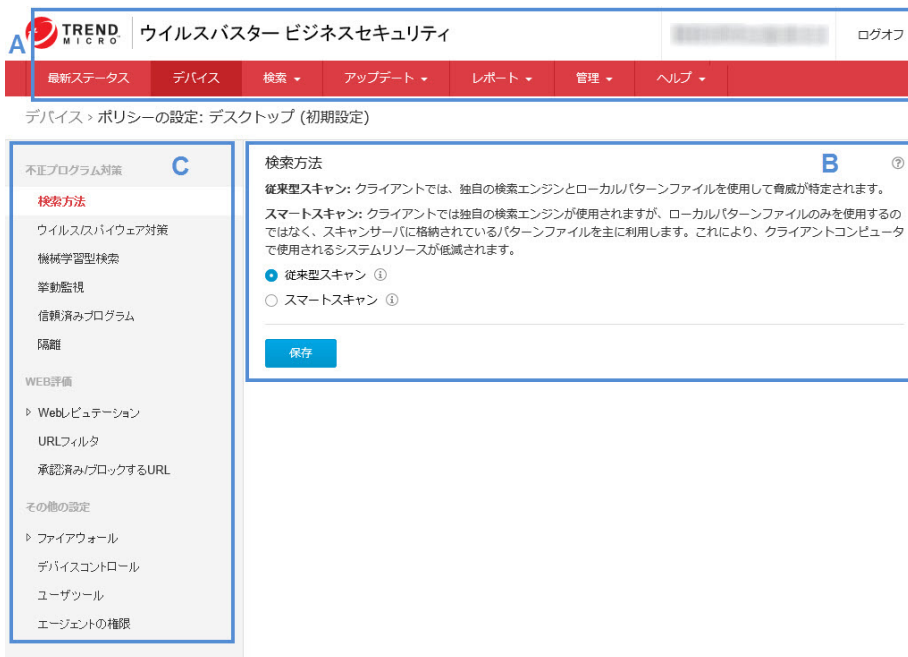 A
TREND MICRO ウイルスバスター ビジネスセキュリティ ログオフ
最新ステータス デバイス 検索 アップデート レポート 管理 ヘルプ
デバイス > ポリシーの設定: デスクトップ (初期設定)
不正プログラム対策
C
検索方法
ウイルス/スパイウェア対策
機械学習型検索
挙動監視
信頼済みプログラム
隔離
WEB評価
Webレピュテーション
URLフィルタ
承認済み/ブロックするURL
その他の設定
ファイアウォール
デバイスコントロール
ユーザツール
エージェントの権限
検索方法
B
?
従来型スキャン: クライアントでは、独自の検索エンジンとローカルパターンファイルを使用して脅威が特定されます。
スマートスキャン: クライアントでは独自の検索エンジンが使用されますが、ローカルパターンファイルのみを使用するの
ではなく、スキャンサーバに格納されているパターンファイルを主に利用します。これにより、クライアントコンピュータ
で使用されるシステムリソースが低減されます。
従来型スキャン i
スマートスキャン i
保存